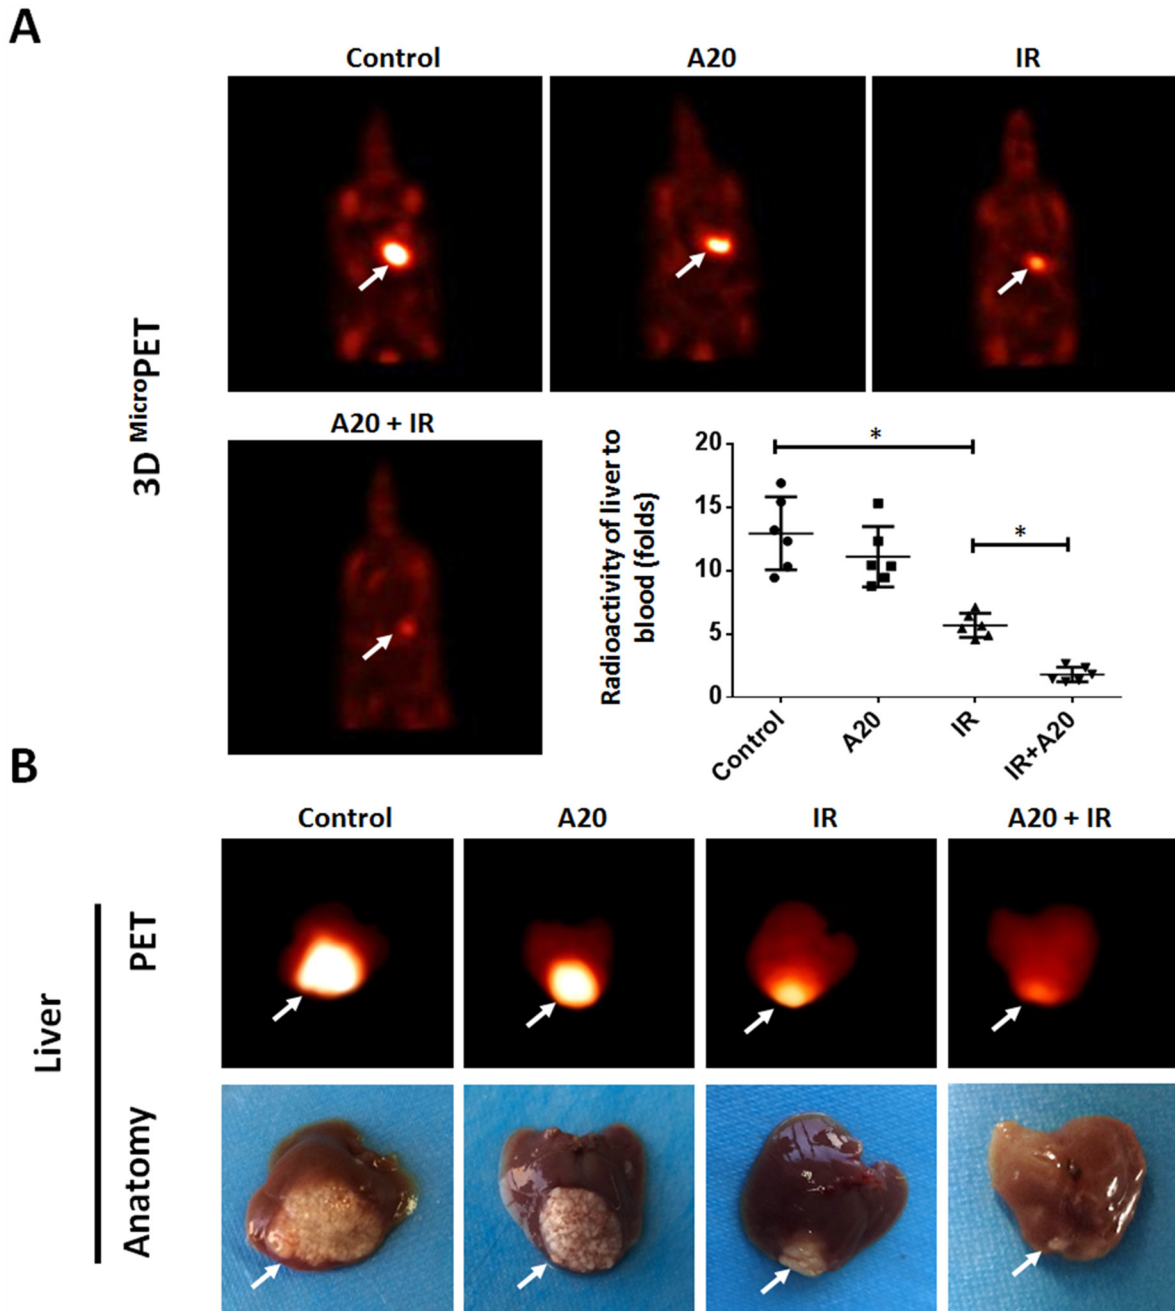 A
Control
A20
IR
3D MicroPET
A20 + IR
Radioactivity of liver to
blood (folds)
20
15
10
5
0
*
*
Control
A20
IR
IR+A20
B
Control
A20
IR
A20 + IR
Liver
PET
Anatomy